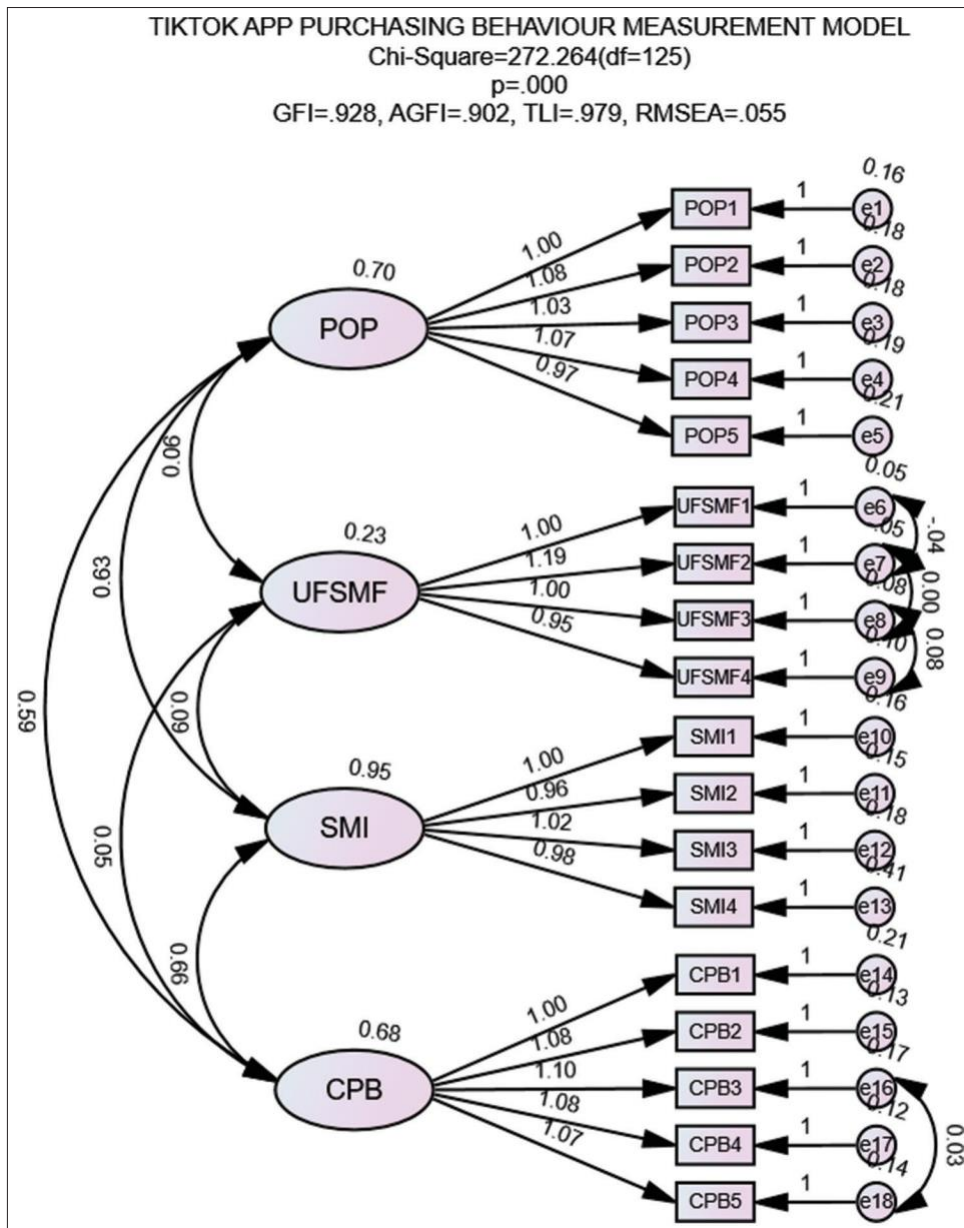 TIKTOK APP PURCHASING BEHAVIOUR MEASUREMENT MODEL
Chi-Square=272.264(df=125)
p=.000
GFI=.928, AGFI=.902, TLI=.979, RMSEA=.055
0.16
1.00
POP1
1
e1
0.18
1.08
POP2
1
e2
0.18
0.70
POP
1.03
POP3
1
e3
0.19
1.07
POP4
1
e4
0.21
0.97
POP5
1
e5
0.05
0.06
1.00
UFSMF1
1
e6
.05
-.04
0.23
UFSMF
1.19
UFSMF2
1
e7
0.08
0.00
0.63
1.00
UFSMF3
1
e8
0.10
0.08
0.95
UFSMF4
1
e9
0.16
0.59
0.09
1.00
SMI1
1
e10
0.15
0.95
SMI
0.96
SMI2
1
e11
0.18
1.02
SMI3
1
e12
0.41
0.05
0.98
SMI4
1
e13
0.21
0.66
1.00
CPB1
1
e14
0.13
1.08
CPB2
1
e15
0.17
0.68
CPB
1.10
CPB3
1
e16
0.12
1.08
CPB4
1
e17
0.14
0.03
1.07
CPB5
1
e18